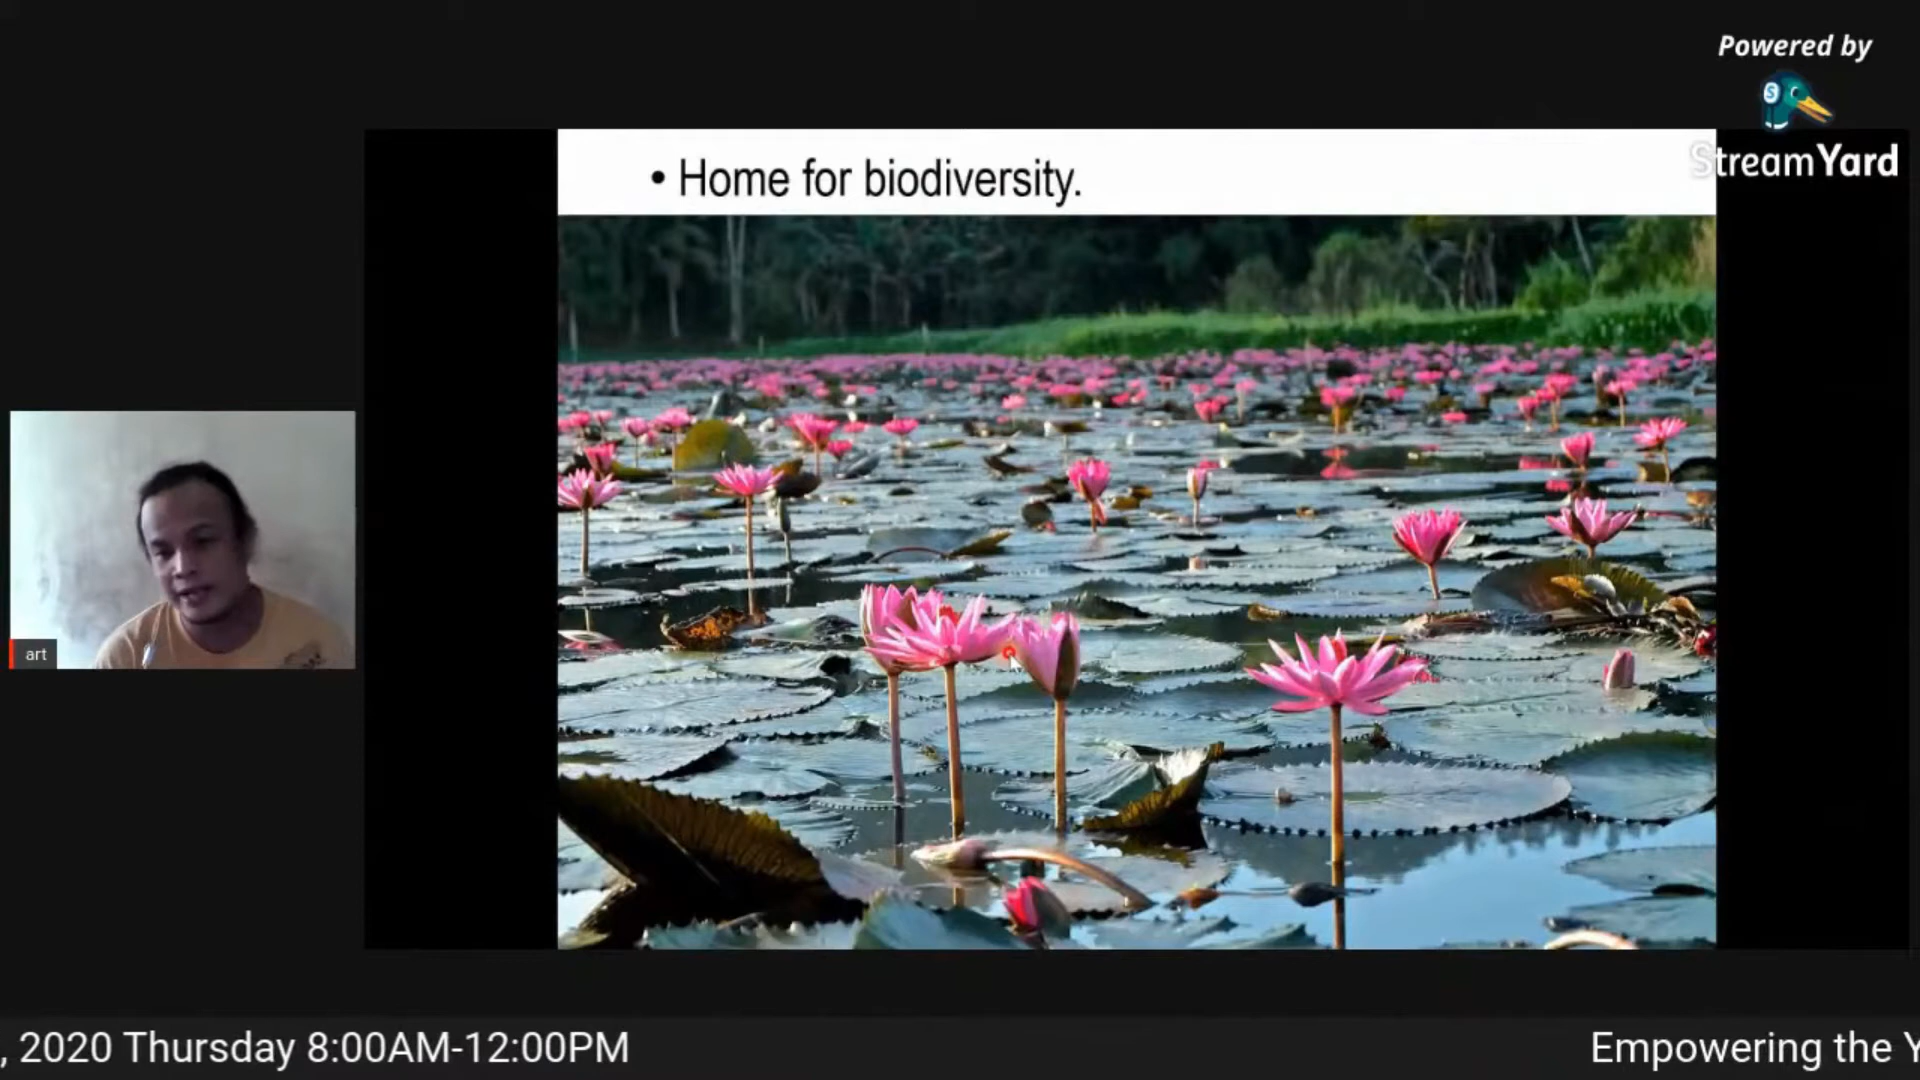 Powered by
StreamYard
• Home for biodiversity.
art
, 2020 Thursday 8:00AM-12:00PM
Empowering the Y